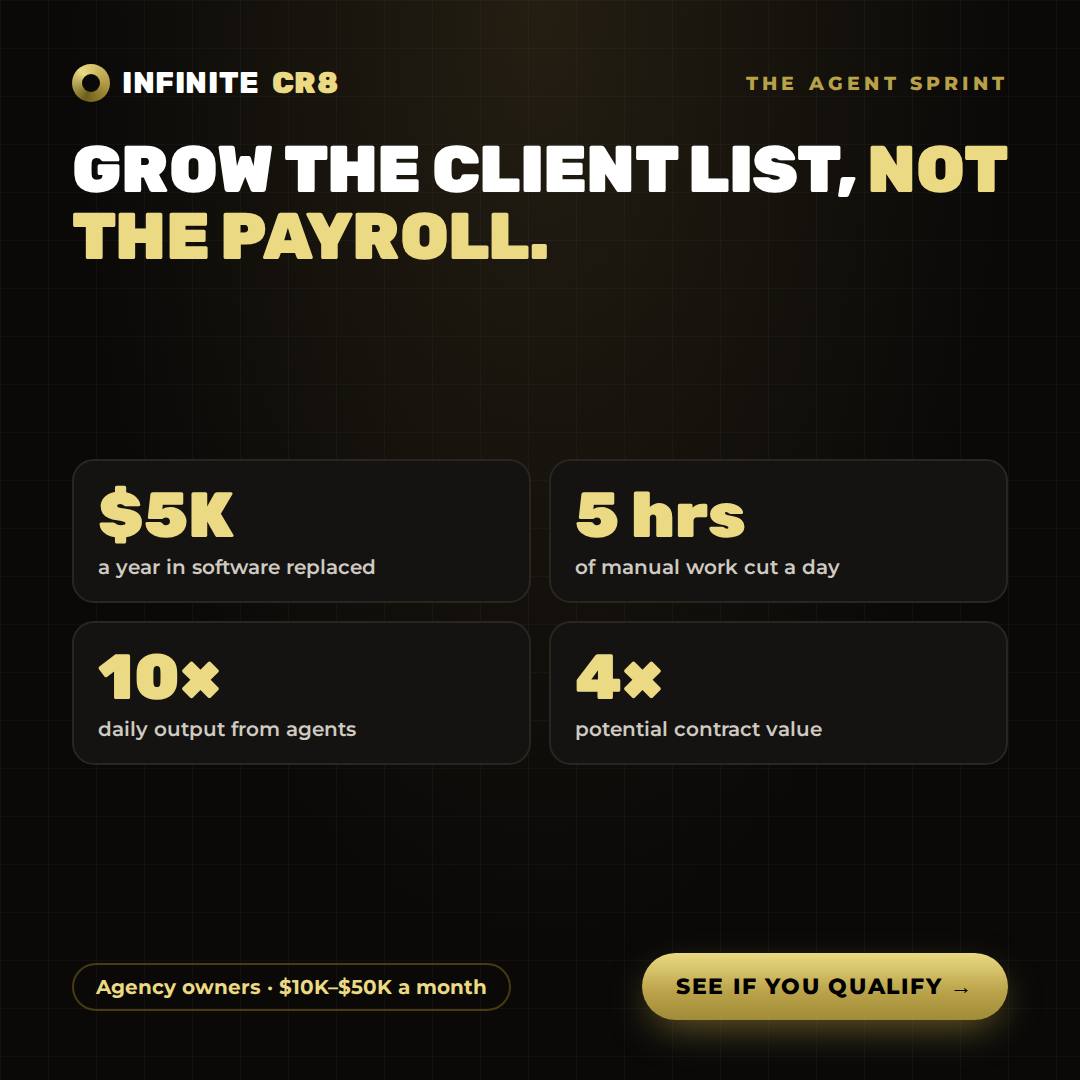 INFINITE CR8
THE AGENT SPRINT
GROW THE CLIENT LIST, NOT
THE PAYROLL.
$5K
a year in software replaced
5 hrs
of manual work cut a day
10×
daily output from agents
4×
potential contract value
Agency owners · $10K–$50K a month
SEE IF YOU QUALIFY →